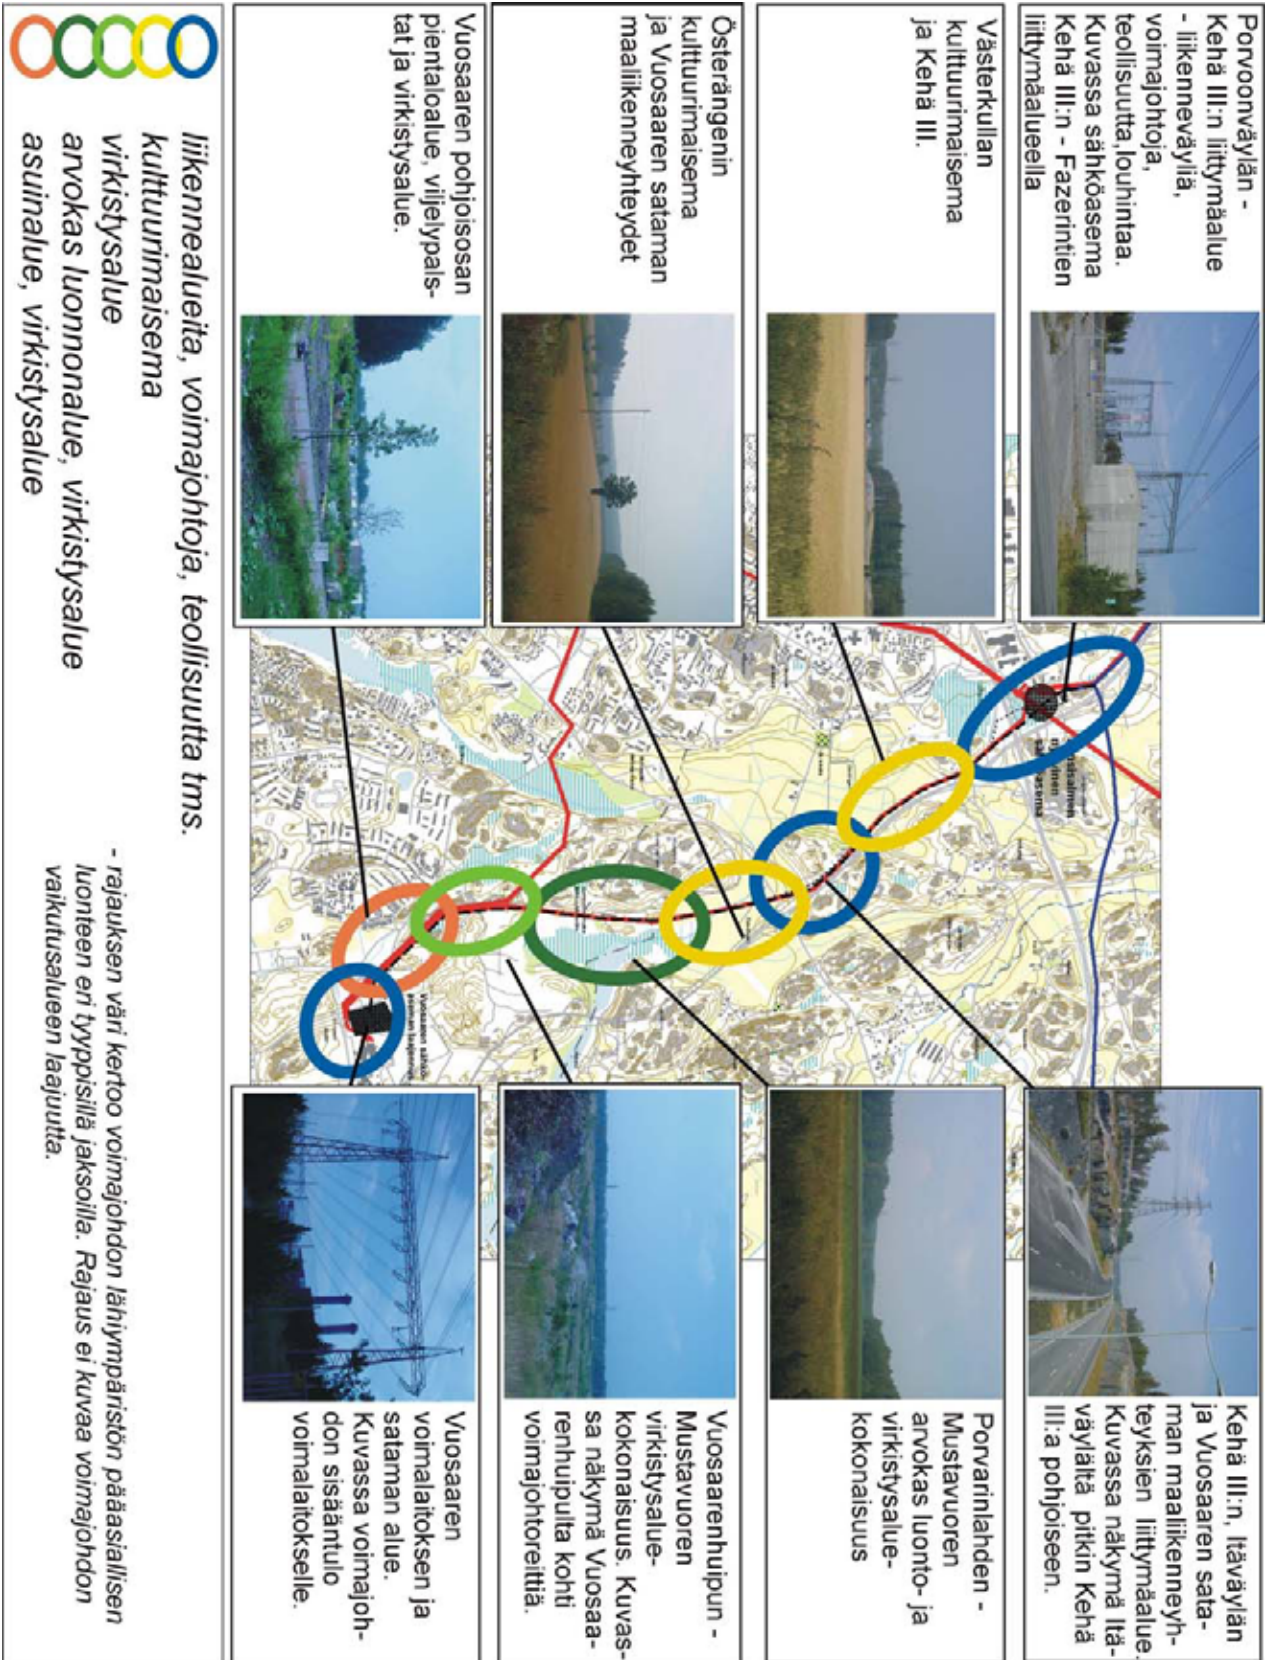 Porvoonväylän -
Kehä III:n liittymäalue
- liikenneväyliä,
voimajohtoja,
teollisuutta,louhintaa.
Kuvassa sähköasema
Kehä III:n - Fazerintien
liittymäalueella
Västerkullan
kulttuurimaisema
ja Kehä III.
Österängenin
kulttuurimaisema
ja Vuosaaren sataman
maaliikenneyhteydet
Vuosaaren pohjoisosan
pientaloalue, viljelypals-
tat ja virkistysalue.
Kehä III:n, Itäväylän
ja Vuosaaren sata-
man maaliikenneyh-
teyksien liittymäalue.
Kuvassa näkymä Itä-
väylältä pitkin Kehä
III:a pohjoiseen.
Porvarinlahden -
Mustavuoren
arvokas luonto- ja
virkistysalue-
kokonaisuus
Vuosaarenhuipun -
Mustavuoren
virkistysalue-
kokonaisuus. Kuvas-
sa näkymä Vuosaa-
renhuipulta kohti
voimajohtoreittiä.
Vuosaaren
voimalaitoksen ja
sataman alue.
Kuvassa voimajoh-
don sisääntulo
voimalaitokselle.
Vuosaaren sähkö-
aseman laajennus
liikennealueita, voimajohtoja, teollisuutta tms.
kulttuurimaisema
virkistysalue
arvokas luonnonalue, virkistysalue
asuinalue, virkistysalue
- rajauksen väri kertoo voimajohdon lähiympäristön pääasiallisen
luonteen eri tyyppisillä jaksoilla. Rajaus ei kuvaa voimajohdon
vaikutusalueen laajuutta.